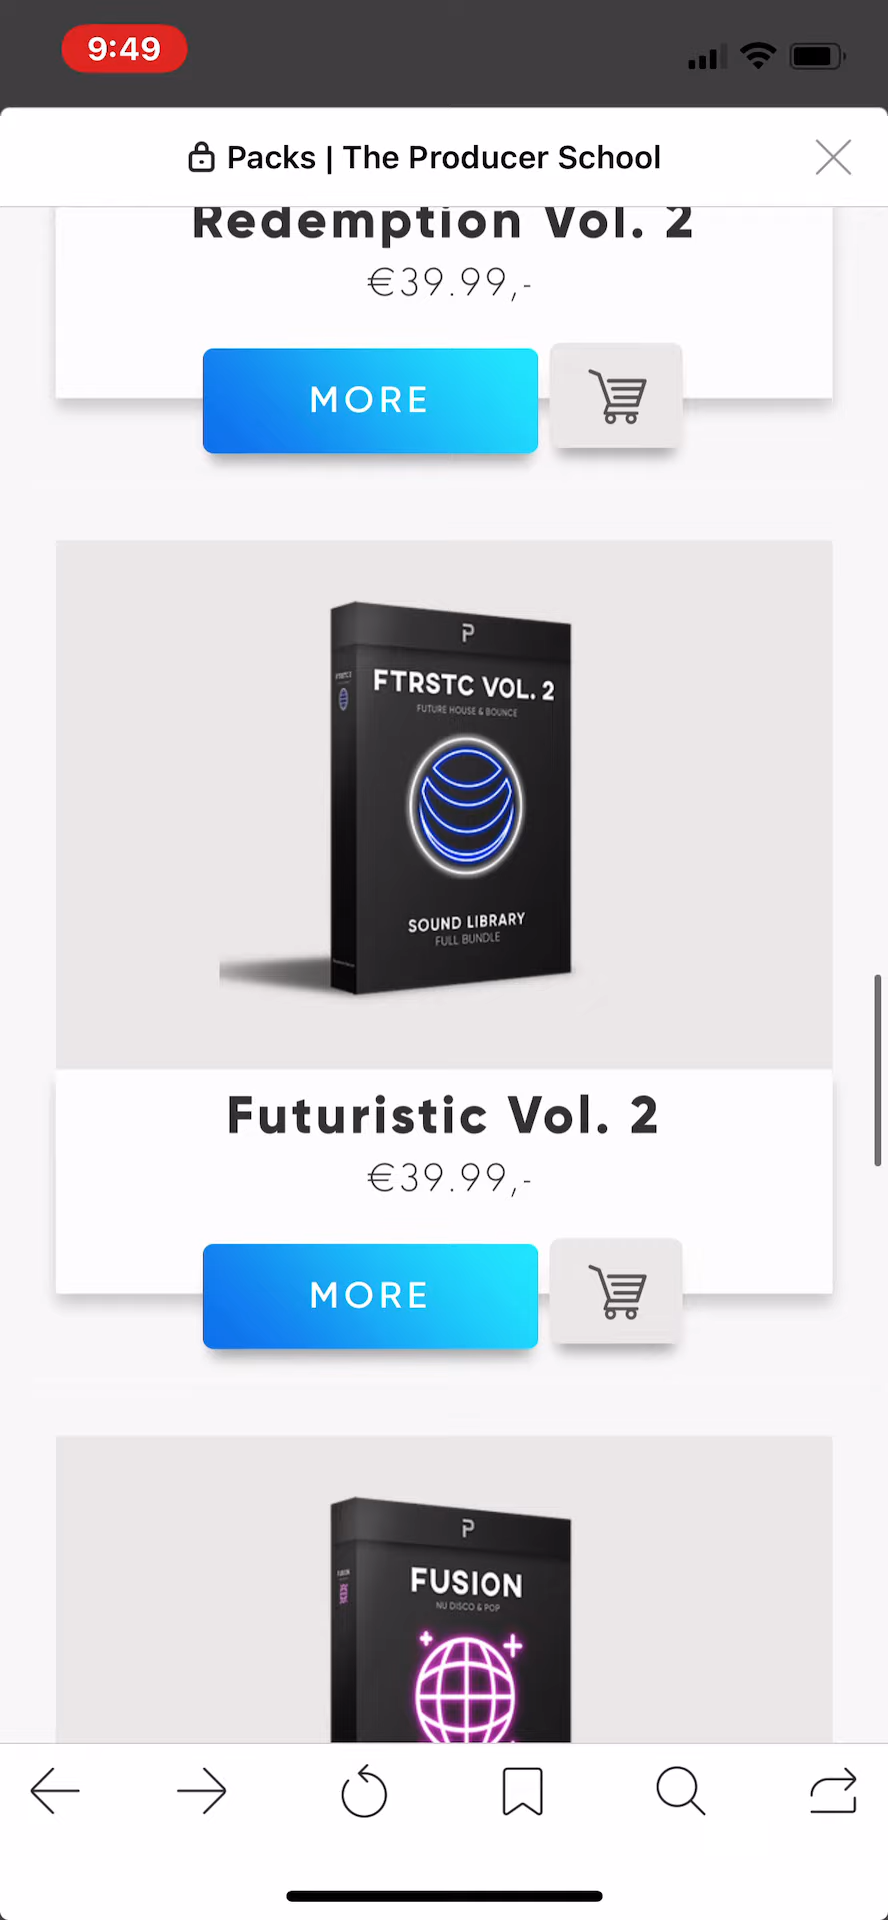 9:49
Packs | The Producer School
Redemption Vol. 2
€39.99,-
MORE
P
FTRSTC VOL. 2
FUTURE HOUSE & BOUNCE
SOUND LIBRARY
FULL BUNDLE
Futuristic Vol. 2
€39.99,-
MORE
P
FUSION
FUSION
NU DISCO & POP